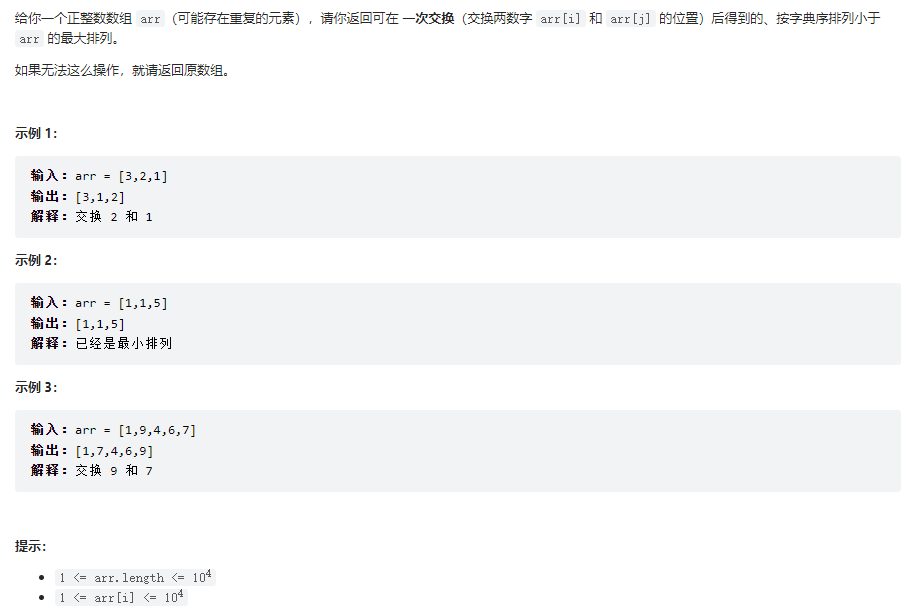 给你一个正整数数组 arr（可能存在重复的元素），请你返回可在 一次交换（交换两数字 arr[i] 和 arr[j] 的位置）后得到的、按字典序排列小于
arr 的最大排列。
如果无法这么操作，就请返回原数组。
示例 1：
输入：arr = [3,2,1]
输出：[3,1,2]
解释：交换 2 和 1
示例 2：
输入：arr = [1,1,5]
输出：[1,1,5]
解释：已经是最小排列
示例 3：
输入：arr = [1,9,4,6,7]
输出：[1,7,4,6,9]
解释：交换 9 和 7
提示：
• 1 <= arr.length <= 10⁴
• 1 <= arr[i] <= 10⁴